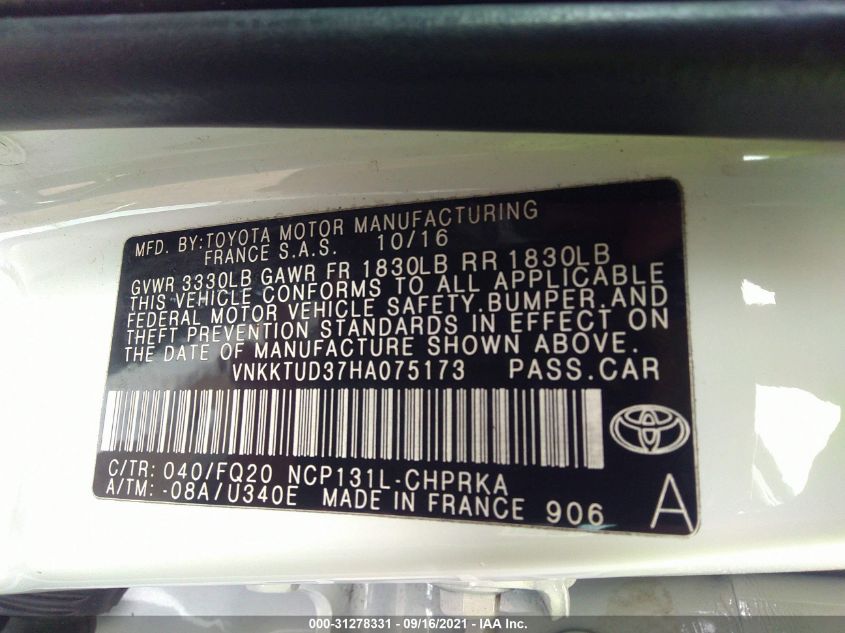 MFD. BY:TOYOTA MOTOR MANUFACTURING
FRANCE S.A.S. 10/16
GVWR 3330LB GAWR FR 1830LB RR 1830LB
THIS VEHICLE CONFORMS TO ALL APPLICABLE
FEDERAL MOTOR VEHICLE SAFETY,BUMPER,AND
THEFT PREVENTION STANDARDS IN EFFECT ON
THE DATE OF MANUFACTURE SHOWN ABOVE.
VNKKTUD37HA075173 PASS.CAR
C/TR: 040/FQ20 NCP131L-CHPRKA
A/TM: -08A/U340E MADE IN FRANCE 906 A
000-31278331 - 09/16/2021 - IAA Inc.